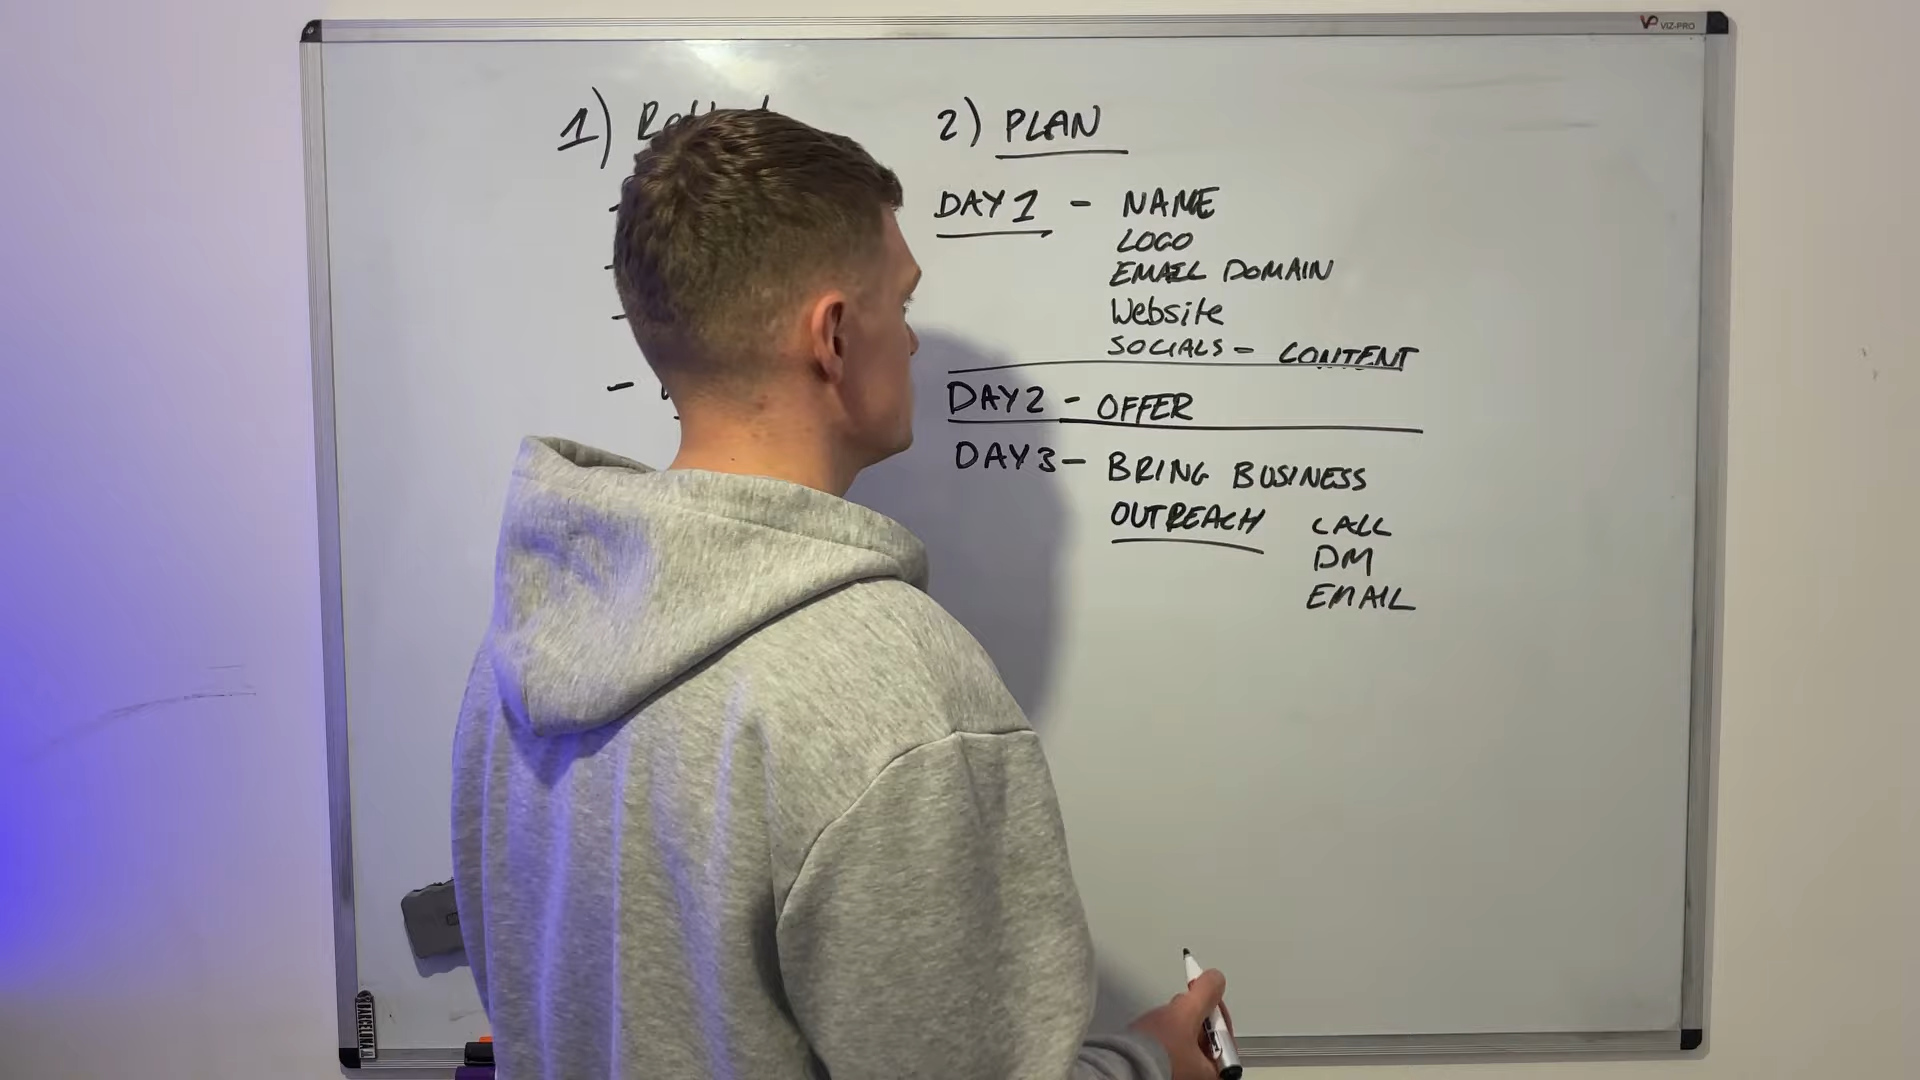 VIZ-PRO
1)
2) PLAN
DAY 1 - NAME
LOGO
EMAIL DOMAIN
Website
SOCIALS - CONTENT
DAY 2 - OFFER
DAY 3 - BRING BUSINESS
OUTREACH CALL
DM
EMAIL
BARCELONA